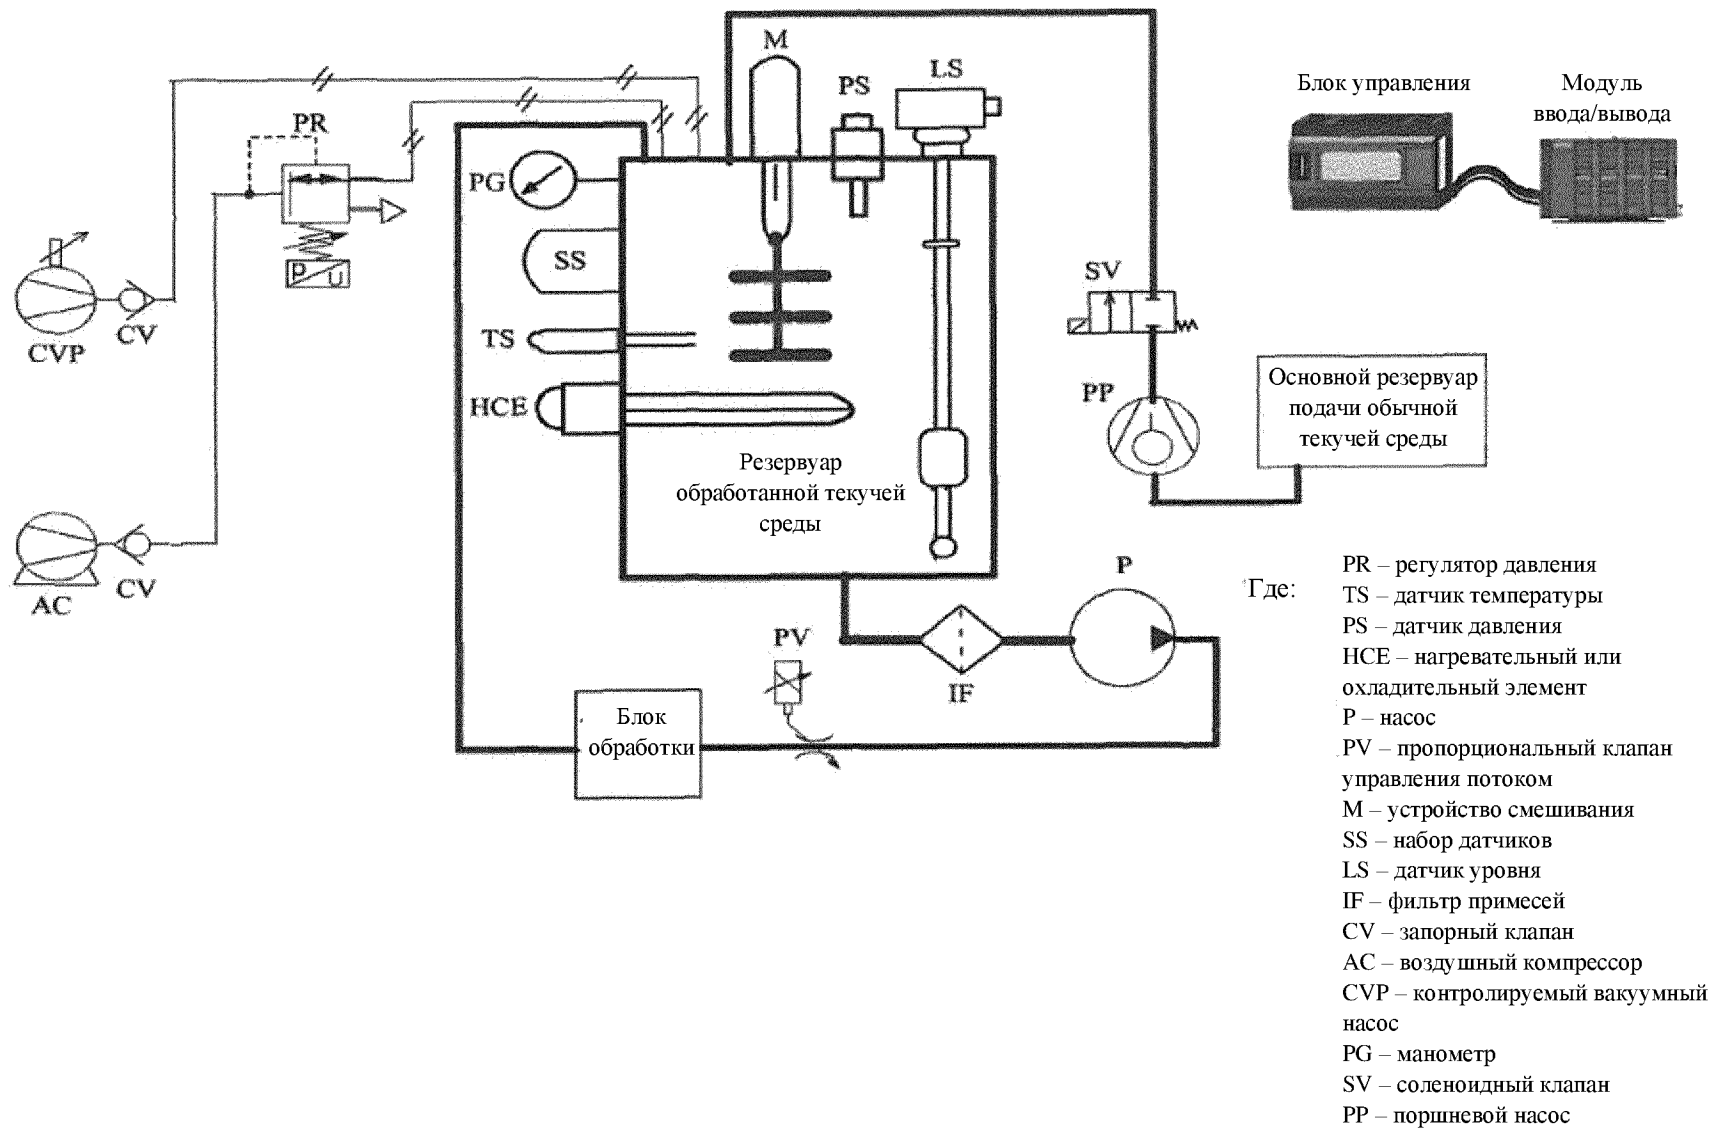 M
LS
PS
PR
PG
SS
TS
HCE
CVP
CV
AC
CV
P
U
SV
PP
P
PV
IF
Блок управления
Модуль
ввода/вывода
Основной резервуар
подачи обычной
текучей среды
Резервуар
обработанной текучей
среды
Блок
обработки
Где:
PR – регулятор давления
TS – датчик температуры
PS – датчик давления
HCE – нагревательный или
охладительный элемент
P – насос
PV – пропорциональный клапан
управления потоком
M – устройство смешивания
SS – набор датчиков
LS – датчик уровня
IF – фильтр примесей
CV – запорный клапан
AC – воздушный компрессор
CVP – контролируемый вакуумный
насос
PG – манометр
SV – соленоидный клапан
PP – поршневой насос